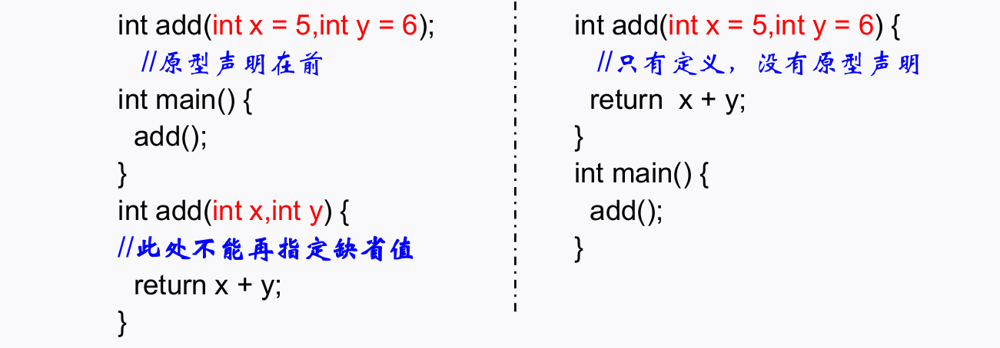 int add(int x = 5,int y = 6);
//原型声明在前
int main() {
add();
}
int add(int x,int y) {
//此处不能再指定缺省值
return x + y;
}
int add(int x = 5,int y = 6) {
//只有定义，没有原型声明
return x + y;
}
int main() {
add();
}